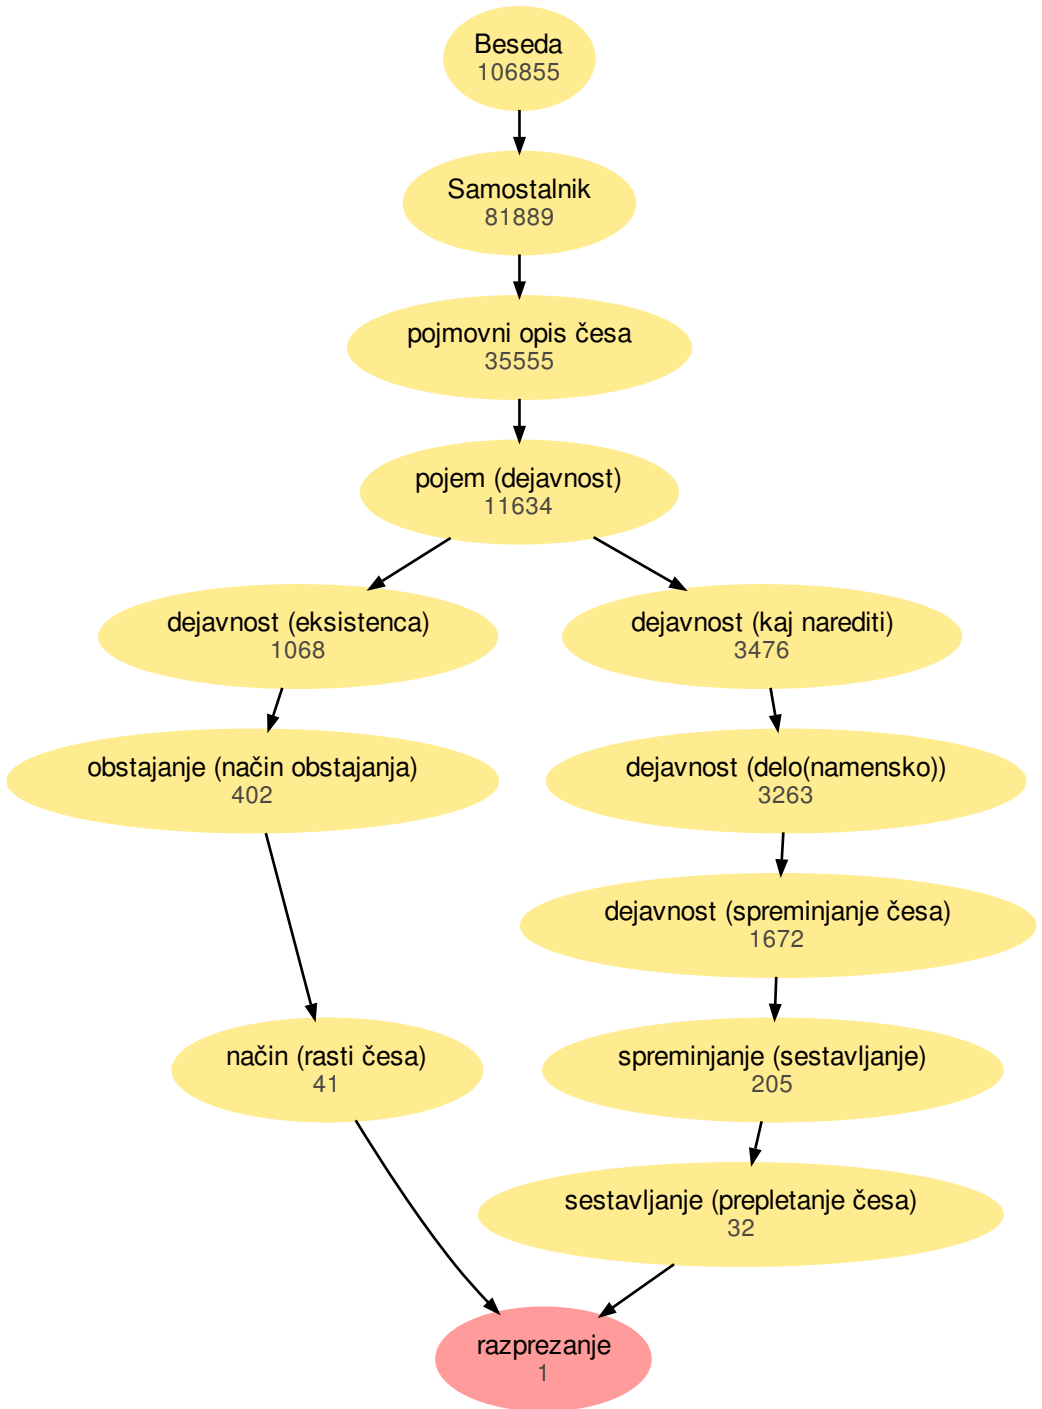 Beseda
106855
Samostalnik
81889
pojmovni opis česa
35555
pojem (dejavnost)
11634
dejavnost (eksistenca)
1068
dejavnost (kaj narediti)
3476
obstajanje (način obstajanja)
402
dejavnost (delo(namensko))
3263
dejavnost (spreminjanje česa)
1672
način (rasti česa)
41
spreminjanje (sestavljanje)
205
sestavljanje (prepletanje česa)
32
razprezanje
1